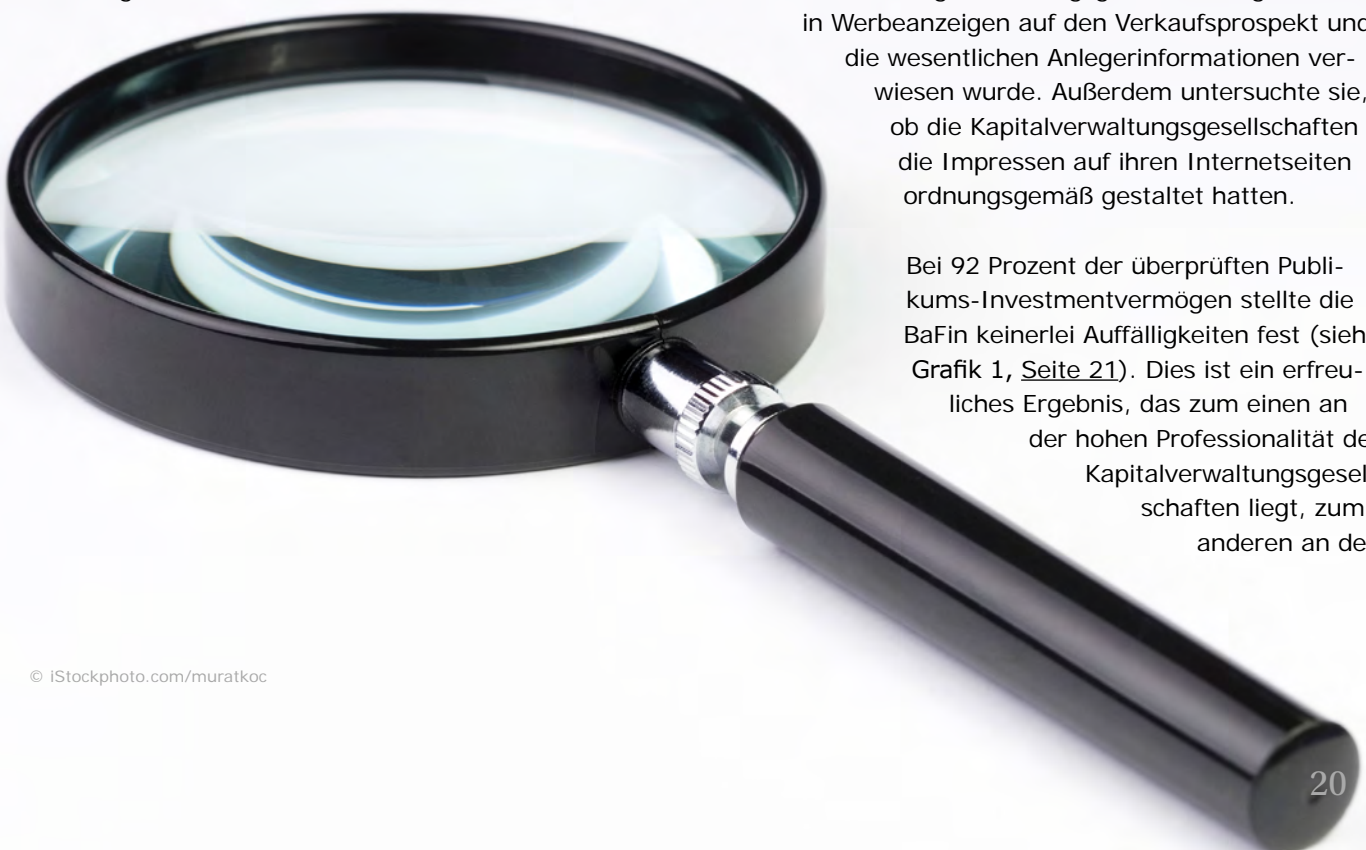 in Werbeanzeigen auf den Verkaufsprospekt und
die wesentlichen Anlegerinformationen ver-
wiesen wurde. Außerdem untersuchte sie,
ob die Kapitalverwaltungsgesellschaften
die Impressen auf ihren Internetseiten
ordnungsgemäß gestaltet hatten.
Bei 92 Prozent der überprüften Publi-
kums-Investmentvermögen stellte die
BaFin keinerlei Auffälligkeiten fest (sieh
Grafik 1, Seite 21). Dies ist ein erfreu-
liches Ergebnis, das zum einen an
der hohen Professionalität de
Kapitalverwaltungsgesel
schaften liegt, zum
anderen an de
© iStockphoto.com/muratkoc
20